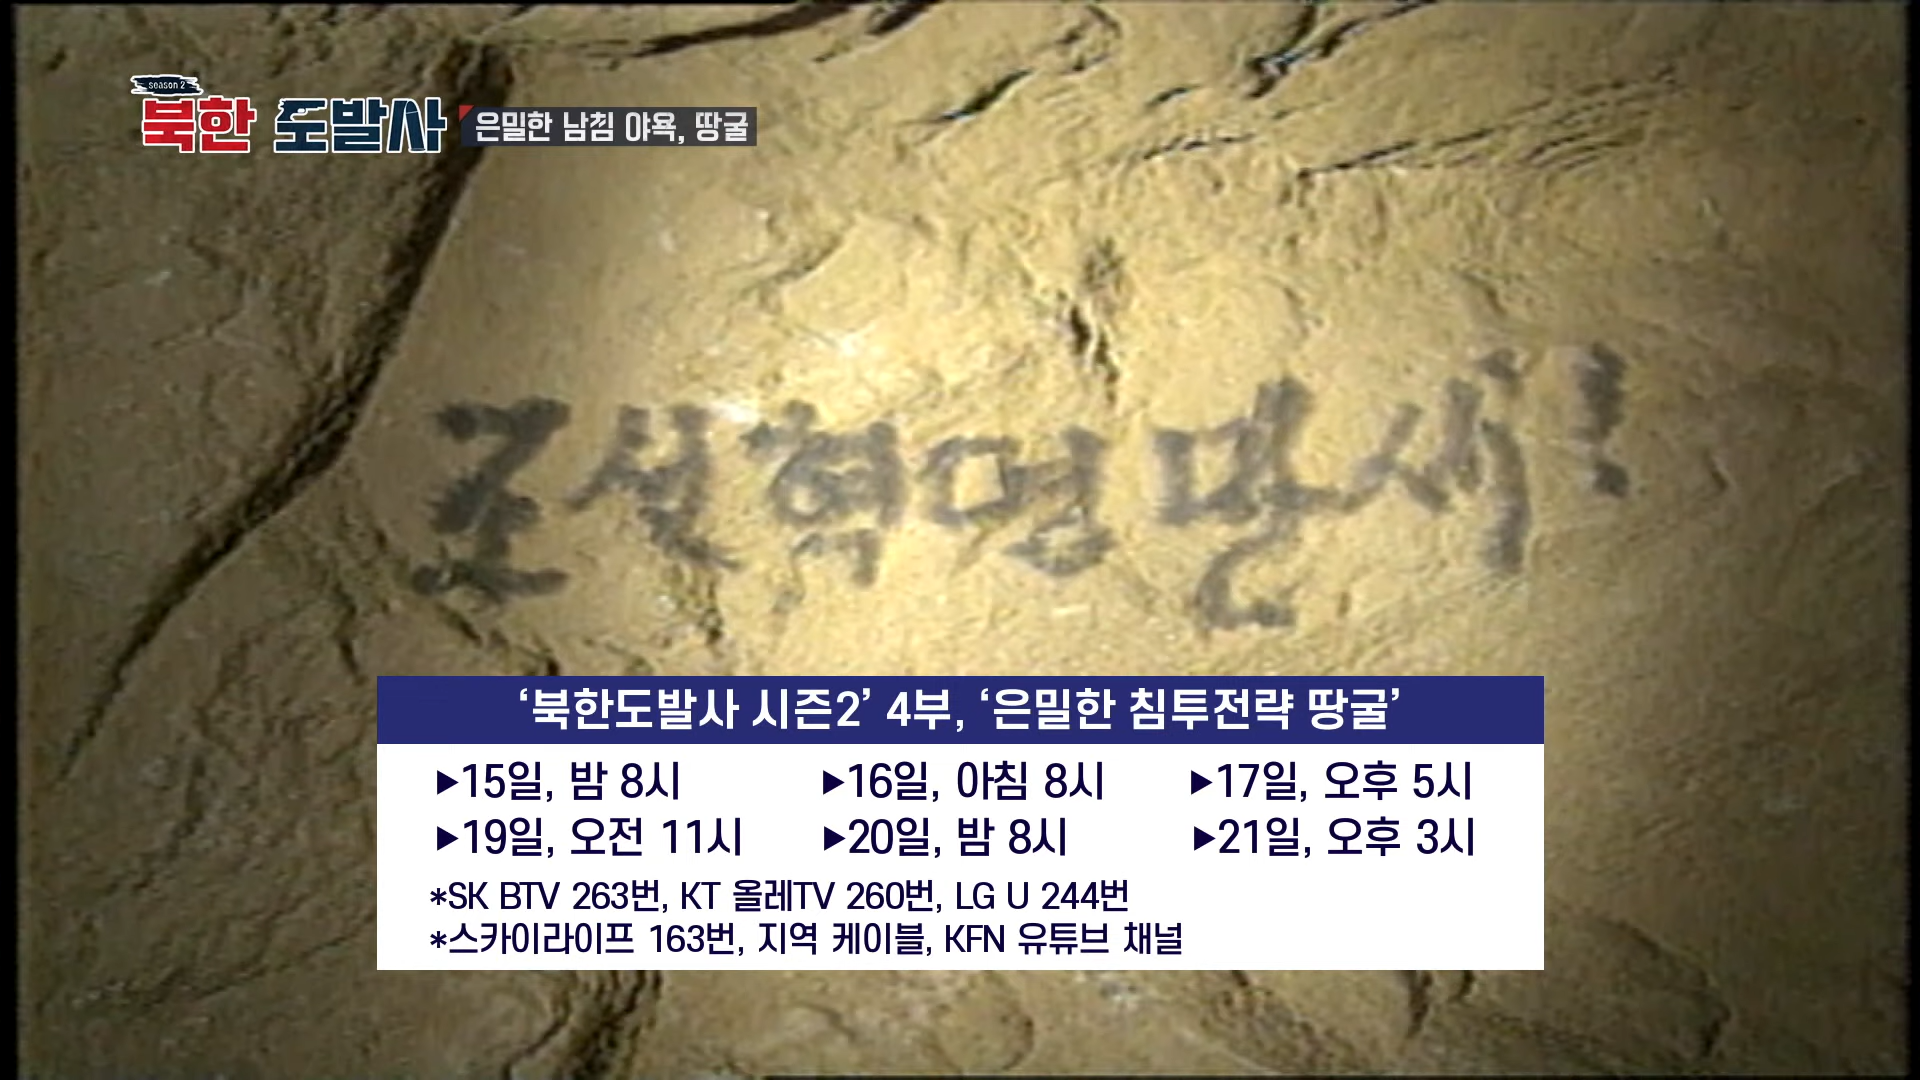 season 2
북한 도발사
은밀한 남침 야욕, 땅굴
조선혁명 만세!
‘북한도발사 시즌2’ 4부, ‘은밀한 침투전략 땅굴’
▶15일, 밤 8시 ▶16일, 아침 8시 ▶17일, 오후 5시
▶19일, 오전 11시 ▶20일, 밤 8시 ▶21일, 오후 3시
*SK BTV 263번, KT 올레TV 260번, LG U 244번
*스카이라이프 163번, 지역 케이블, KFN 유튜브 채널